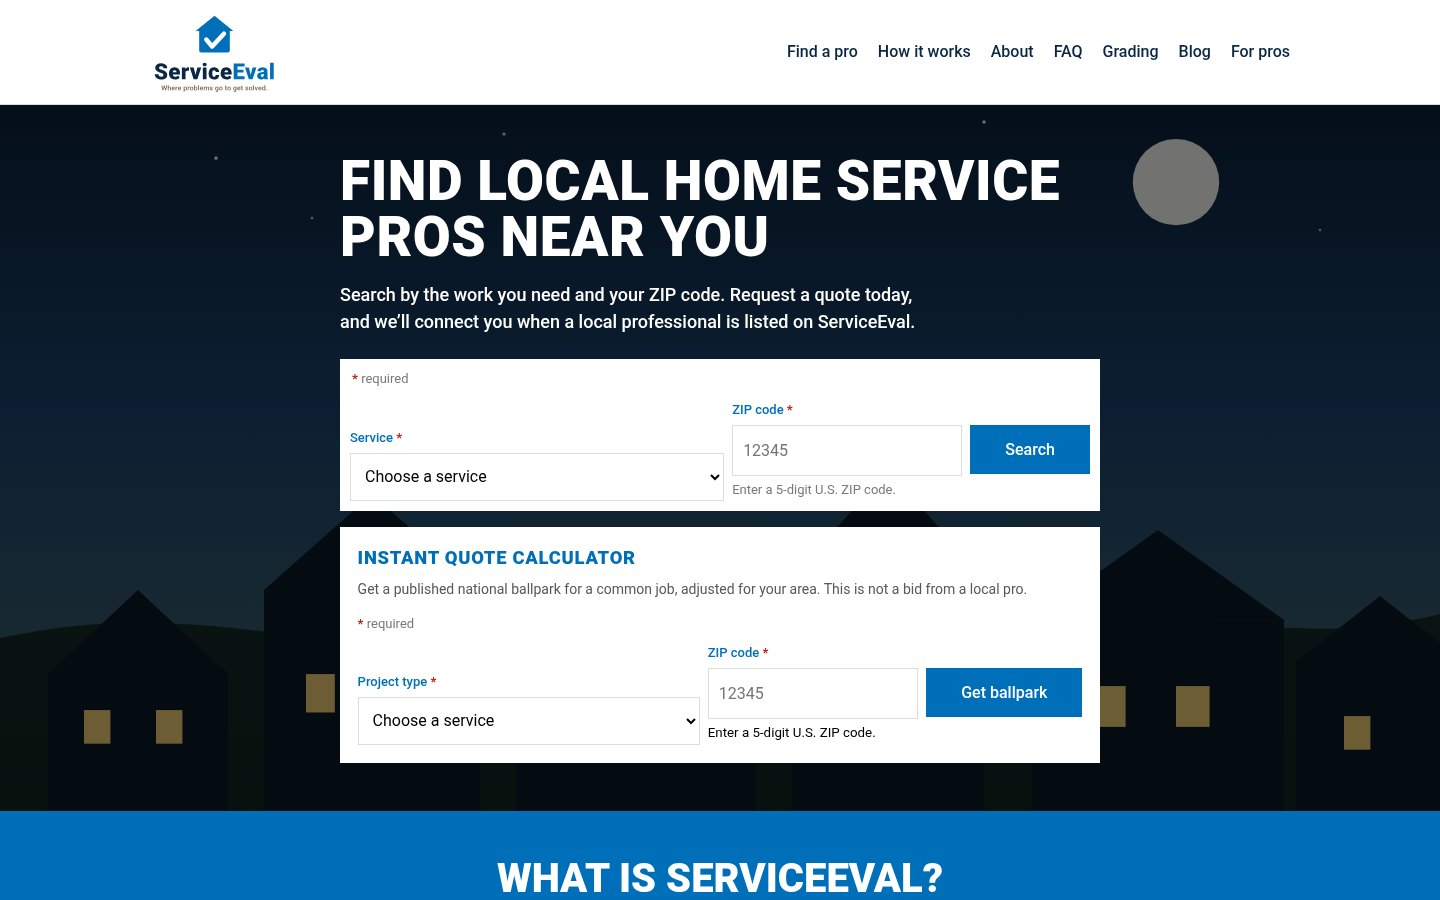 ServiceEval
Where problems go to get solved.
Find a pro
How it works
About
FAQ
Grading
Blog
For pros
FIND LOCAL HOME SERVICE
PROS NEAR YOU
Search by the work you need and your ZIP code. Request a quote today,
and we’ll connect you when a local professional is listed on ServiceEval.
* required
Service *
Choose a service
ZIP code *
12345
Enter a 5-digit U.S. ZIP code.
Search
INSTANT QUOTE CALCULATOR
Get a published national ballpark for a common job, adjusted for your area. This is not a bid from a local pro.
* required
Project type *
Choose a service
ZIP code *
12345
Enter a 5-digit U.S. ZIP code.
Get ballpark
WHAT IS SERVICEEVAL?